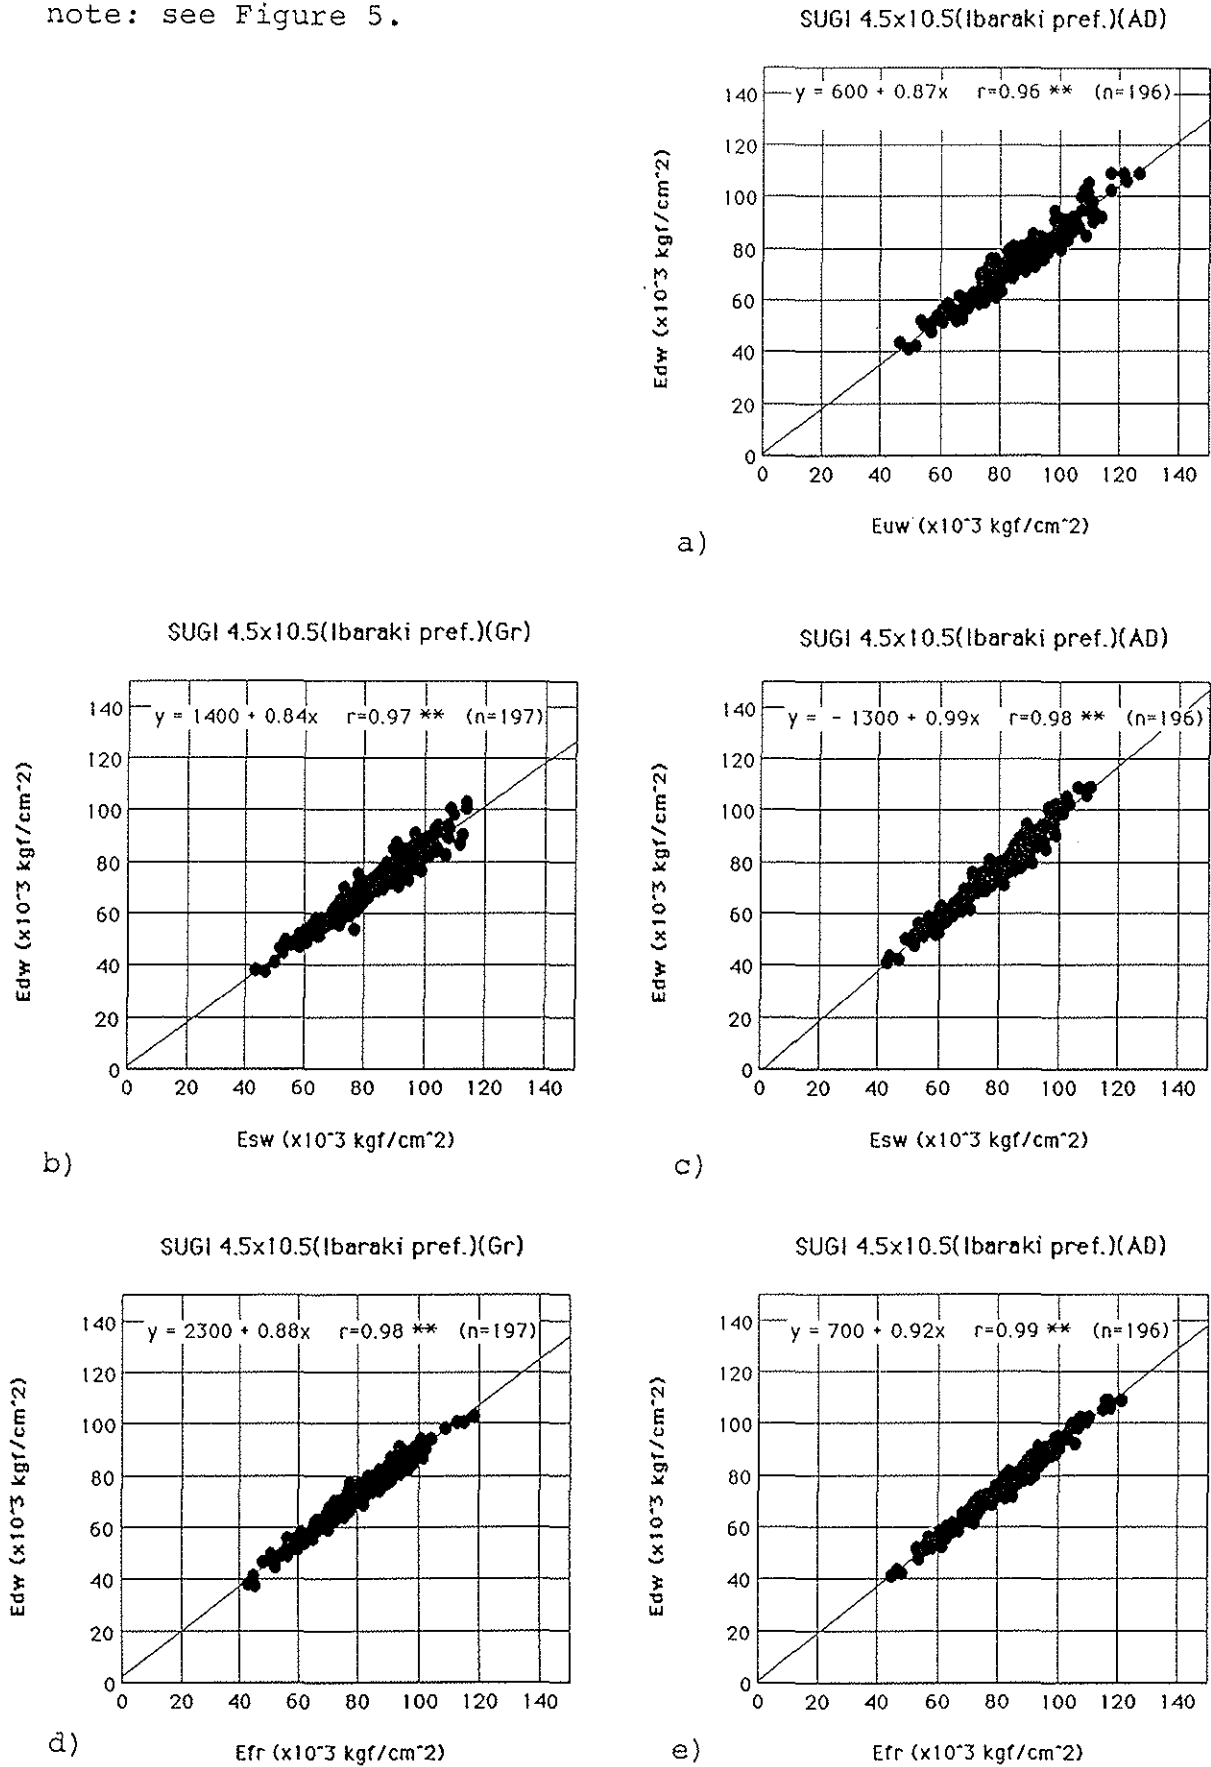 note: see Figure 5.
SUGI 4.5x10.5(Ibaraki pref.)(AD)
y = 600 + 0.87x r=0.96 ** (n=196)
140
120
100
80
60
40
20
0
Edw (x10^3 kgf/cm^2)
0 20 40 60 80 100 120 140
Euw (x10^3 kgf/cm^2)
a)
SUGI 4.5x10.5(Ibaraki pref.)(Gr)
y = 1400 + 0.84x r=0.97 ** (n=197)
140
120
100
80
60
40
20
0
Edw (x10^3 kgf/cm^2)
0 20 40 60 80 100 120 140
Esw (x10^3 kgf/cm^2)
b)
SUGI 4.5x10.5(Ibaraki pref.)(AD)
y = - 1300 + 0.99x r=0.98 ** (n=196)
140
120
100
80
60
40
20
0
Edw (x10^3 kgf/cm^2)
0 20 40 60 80 100 120 140
Esw (x10^3 kgf/cm^2)
c)
SUGI 4.5x10.5(Ibaraki pref.)(Gr)
y = 2300 + 0.88x r=0.98 ** (n=197)
140
120
100
80
60
40
20
0
Edw (x10^3 kgf/cm^2)
0 20 40 60 80 100 120 140
Efr (x10^3 kgf/cm^2)
d)
SUGI 4.5x10.5(Ibaraki pref.)(AD)
y = 700 + 0.92x r=0.99 ** (n=196)
140
120
100
80
60
40
20
0
Edw (x10^3 kgf/cm^2)
0 20 40 60 80 100 120 140
Efr (x10^3 kgf/cm^2)
e)